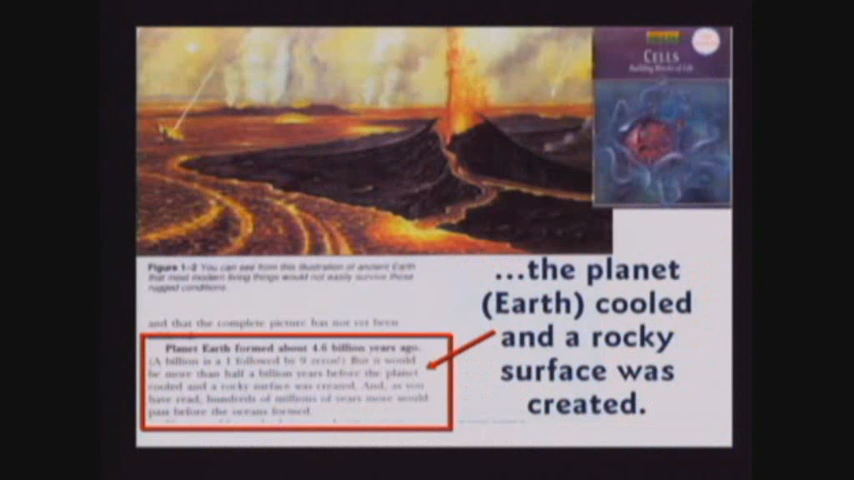 CELLS
Building Blocks of Life
Figure 1–2 You can see from this illustration of ancient Earth
that most modern living things would not easily survive these
rugged conditions.
and that the complete picture has not yet been
Planet Earth formed about 4.6 billion years ago.
(A billion is a 1 followed by 9 zeros!) But it would
be more than half a billion years before the planet
cooled and a rocky surface was created. And, as you
have read, hundreds of millions of years more would
pass before the oceans formed.
...the planet
(Earth) cooled
and a rocky
surface was
created.